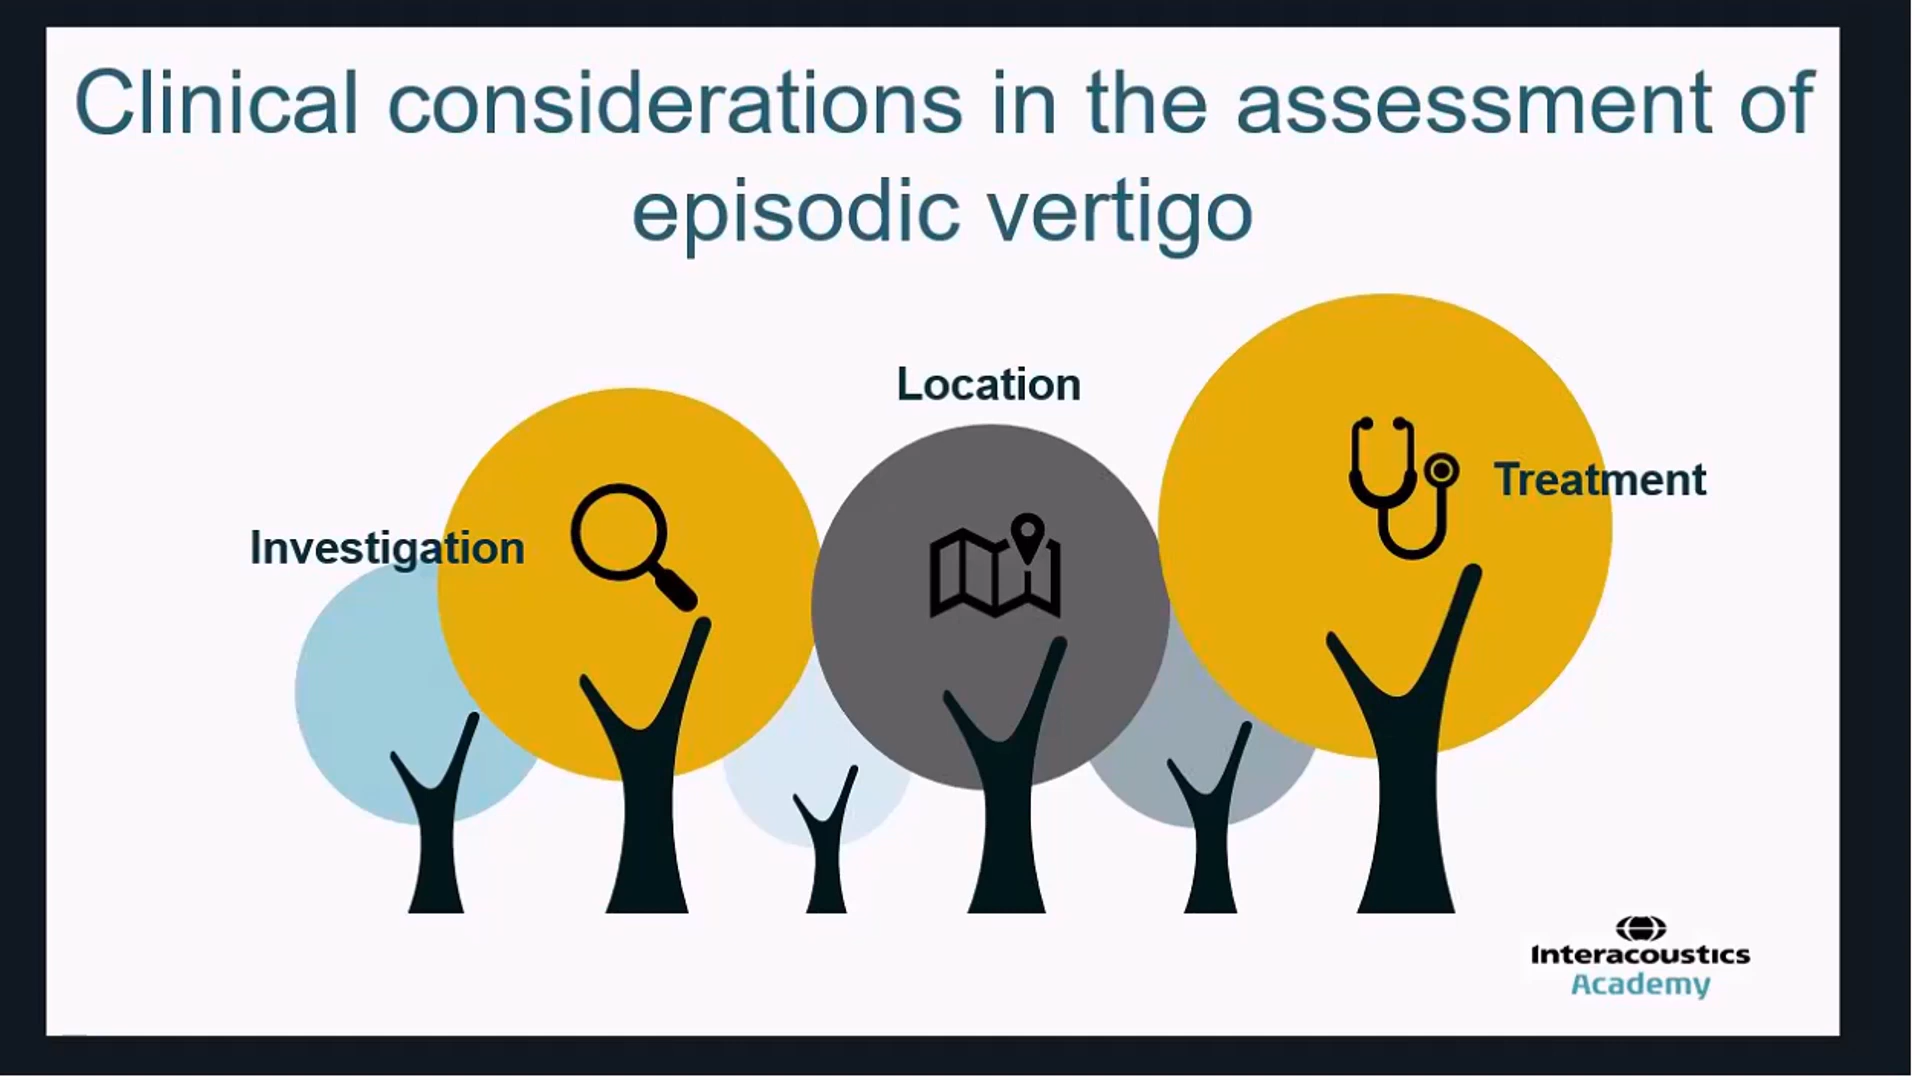 Clinical considerations in the assessment of
episodic vertigo
Location
Treatment
Investigation
Interacoustics
Academy